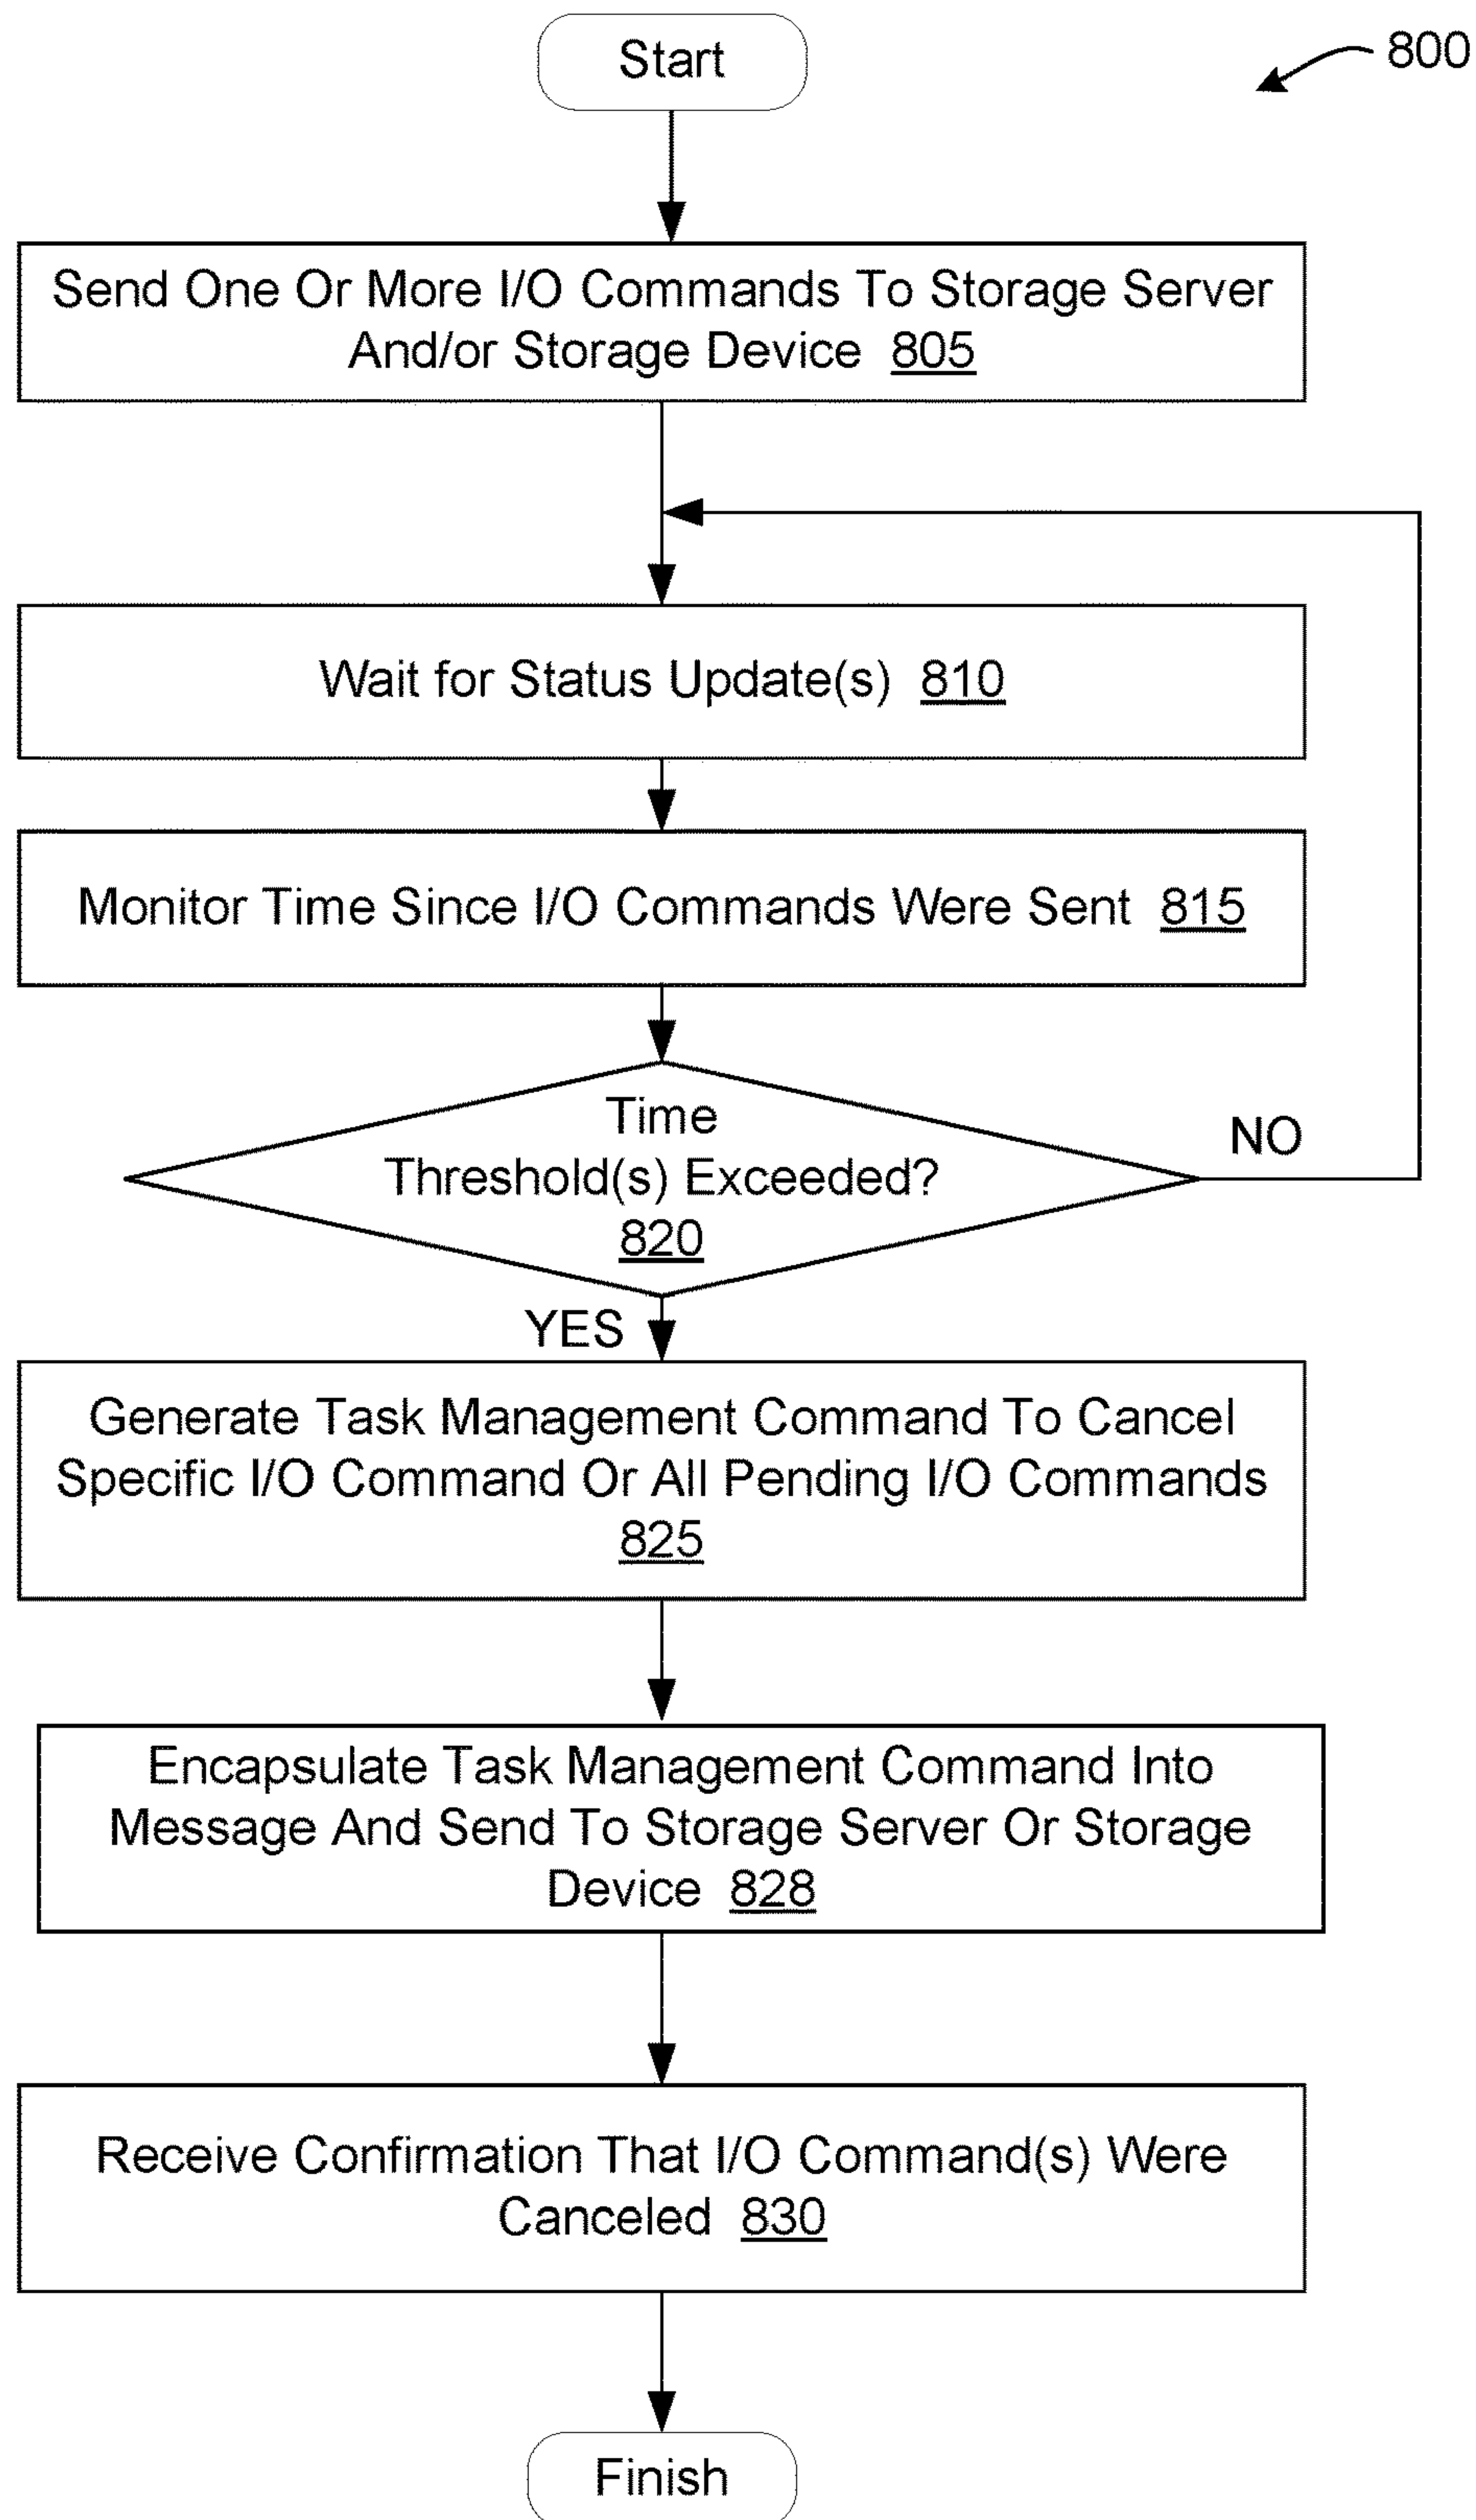 Start
800
Send One Or More I/O Commands To Storage Server
And/or Storage Device 805
Wait for Status Update(s) 810
Monitor Time Since I/O Commands Were Sent 815
Time
Threshold(s) Exceeded?
820
NO
YES
Generate Task Management Command To Cancel
Specific I/O Command Or All Pending I/O Commands
825
Encapsulate Task Management Command Into
Message And Send To Storage Server Or Storage
Device 828
Receive Confirmation That I/O Command(s) Were
Canceled 830
Finish